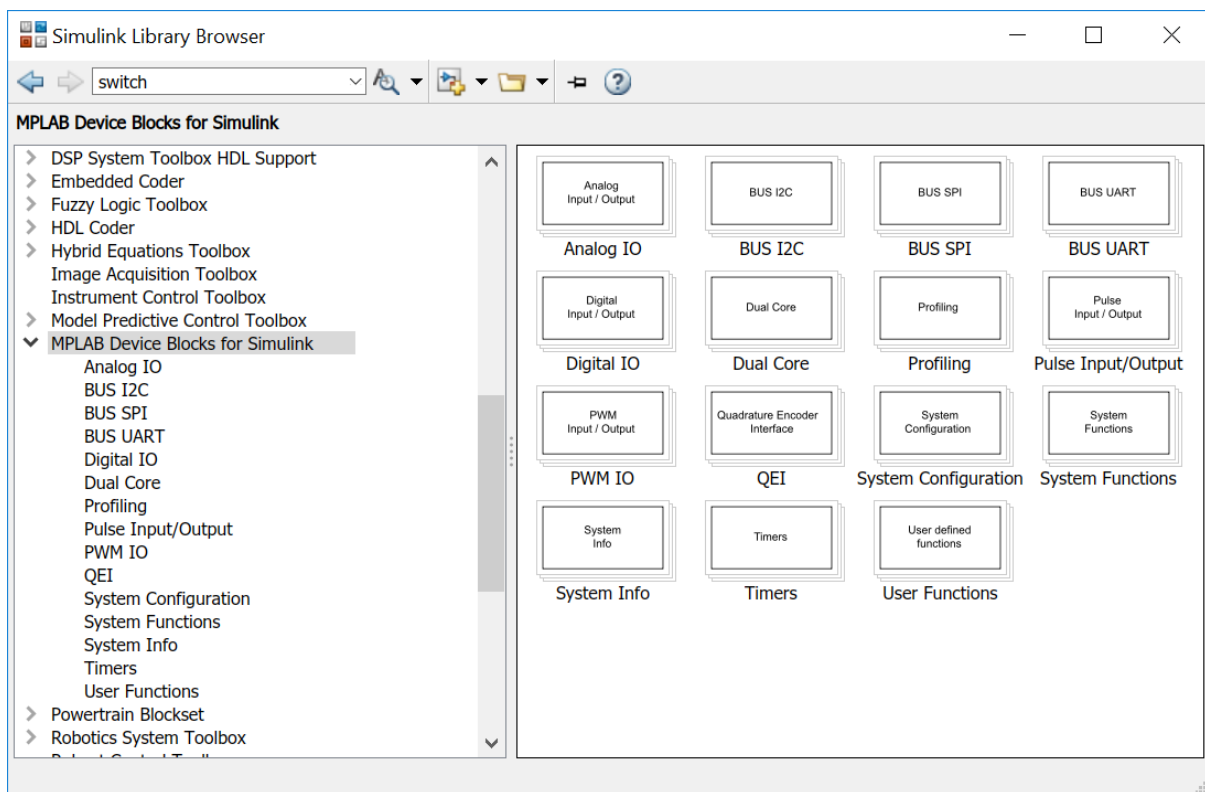 Simulink Library Browser
switch
MPLAB Device Blocks for Simulink
DSP System Toolbox HDL Support
Embedded Coder
Fuzzy Logic Toolbox
HDL Coder
Hybrid Equations Toolbox
Image Acquisition Toolbox
Instrument Control Toolbox
Model Predictive Control Toolbox
MPLAB Device Blocks for Simulink
Analog IO
BUS I2C
BUS SPI
BUS UART
Digital IO
Dual Core
Profiling
Pulse Input/Output
PWM IO
QEI
System Configuration
System Functions
System Info
Timers
User Functions
Powertrain Blockset
Robotics System Toolbox
Analog
Input / Output
BUS I2C
BUS SPI
BUS UART
Analog IO
BUS I2C
BUS SPI
BUS UART
Digital
Input / Output
Dual Core
Profiling
Pulse
Input / Output
Digital IO
Dual Core
Profiling
Pulse Input/Output
PWM
Input / Output
Quadrature Encoder
Interface
System
Configuration
System
Functions
PWM IO
QEI
System Configuration
System Functions
System
Info
Timers
User defined
functions
System Info
Timers
User Functions